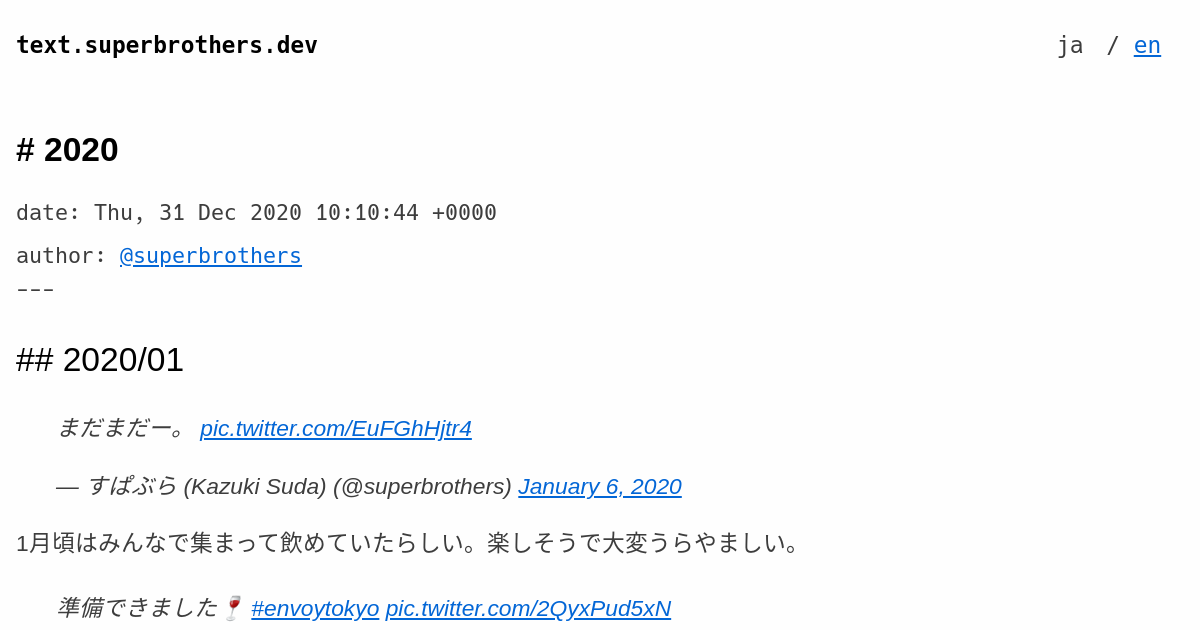 text.superbrothers.dev ja / en
# 2020
date: Thu, 31 Dec 2020 10:10:44 +0000
author: @superbrothers
---
## 2020/01
まだまだー。 pic.twitter.com/EuFGhHjtr4
— すぱぶら (Kazuki Suda) (@superbrothers) January 6, 2020
1月頃はみんなで集まって飲めていたらしい。楽しそうで大変うらやましい。
準備できました🍷 #envoytokyo pic.twitter.com/2QyxPud5xN